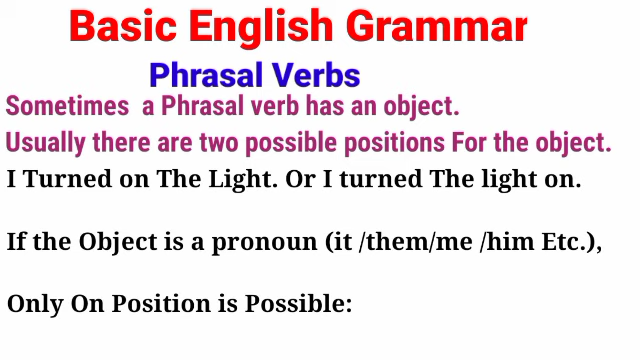 Basic English Grammar
Phrasal Verbs
Sometimes a Phrasal verb has an object.
Usually there are two possible positions For the object.
I Turned on The Light. Or I turned The light on.
If the Object is a pronoun (it /them/me /him Etc.),
Only On Position is Possible: